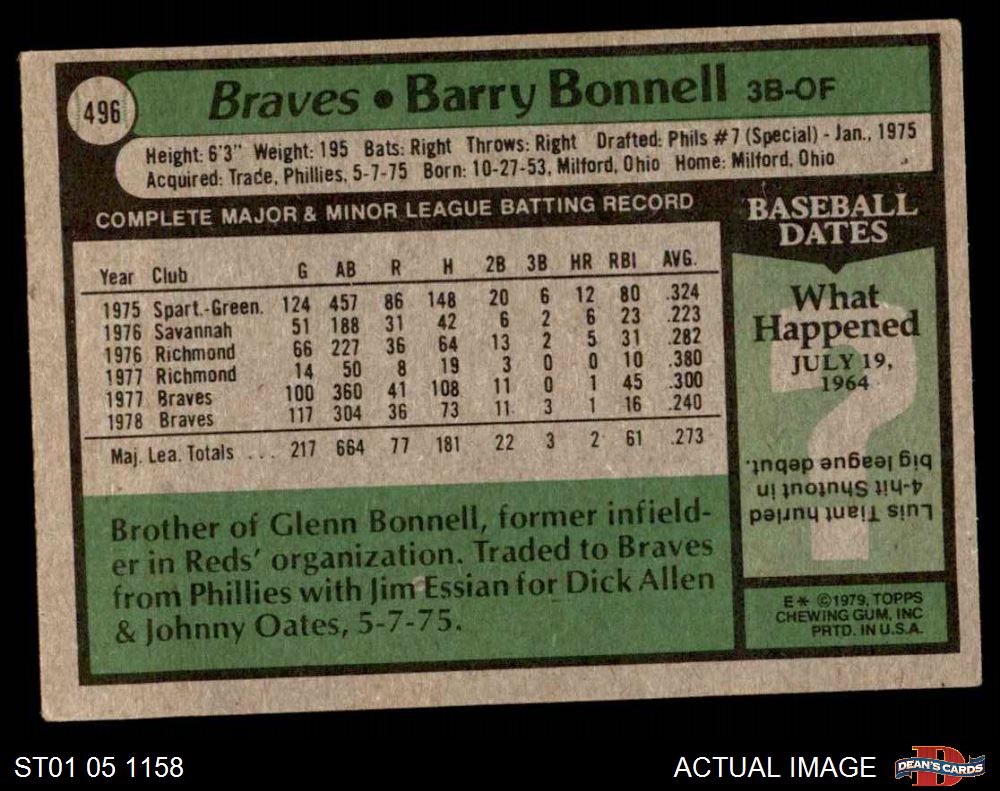 496
Braves • Barry Bonnell 3B-OF
Height: 6'3" Weight: 195 Bats: Right Throws: Right Drafted: Phils #7 (Special) - Jan., 1975
Acquired: Trade, Phillies, 5-7-75 Born: 10-27-53, Milford, Ohio Home: Milford, Ohio
COMPLETE MAJOR & MINOR LEAGUE BATTING RECORD
Year Club G AB R H 2B 3B HR RBI AVG.
1975 Spart.-Green. 124 457 86 148 20 6 12 80 .324
1976 Savannah 51 188 31 42 6 2 6 23 .223
1976 Richmond 66 227 36 64 13 2 5 31 .282
1977 Richmond 14 50 8 19 3 0 0 10 .380
1977 Braves 100 360 41 108 11 0 1 45 .300
1978 Braves 117 304 36 73 11 3 1 16 .240
Maj. Lea. Totals ... 217 664 77 181 22 3 2 61 .273
Brother of Glenn Bonnell, former infield-
er in Reds' organization. Traded to Braves
from Phillies with Jim Essian for Dick Allen
& Johnny Oates, 5-7-75.
BASEBALL
DATES
What
Happened
JULY 19,
1964
?
Luis Tiant hurled
4-hit Shutout in
big league debut.
E* ©1979, TOPPS
CHEWING GUM, INC
PRTD. IN U.S.A.
ST01 05 1158
ACTUAL IMAGE
D
DEAN'S CARDS